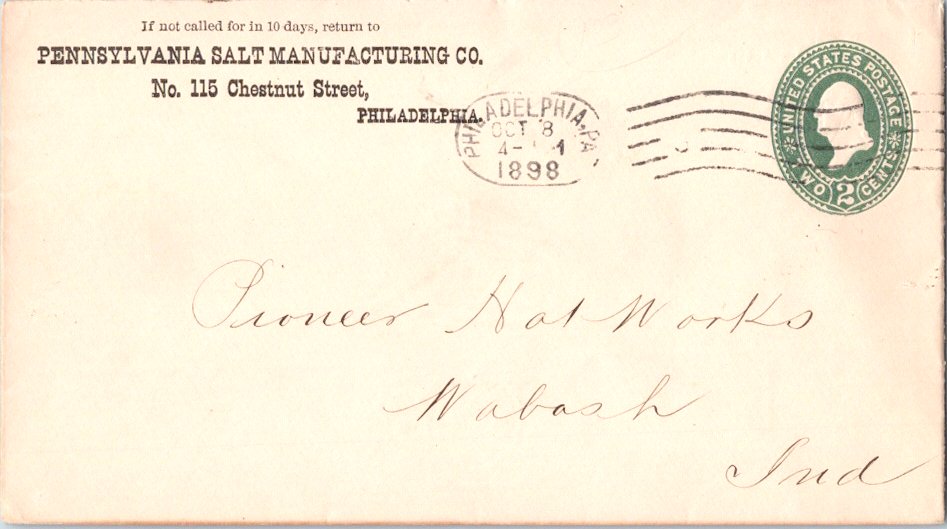 If not called for in 10 days, return to
PENNSYLVANIA SALT MANUFACTURING CO.
No. 115 Chestnut Street,
PHILADELPHIA.
PHILADELPHIA, PA
OCT 8
4-
1898
UNITED STATES POSTAGE
TWO 2 CENTS
Pioneer Hat Works
Wabash
Ind